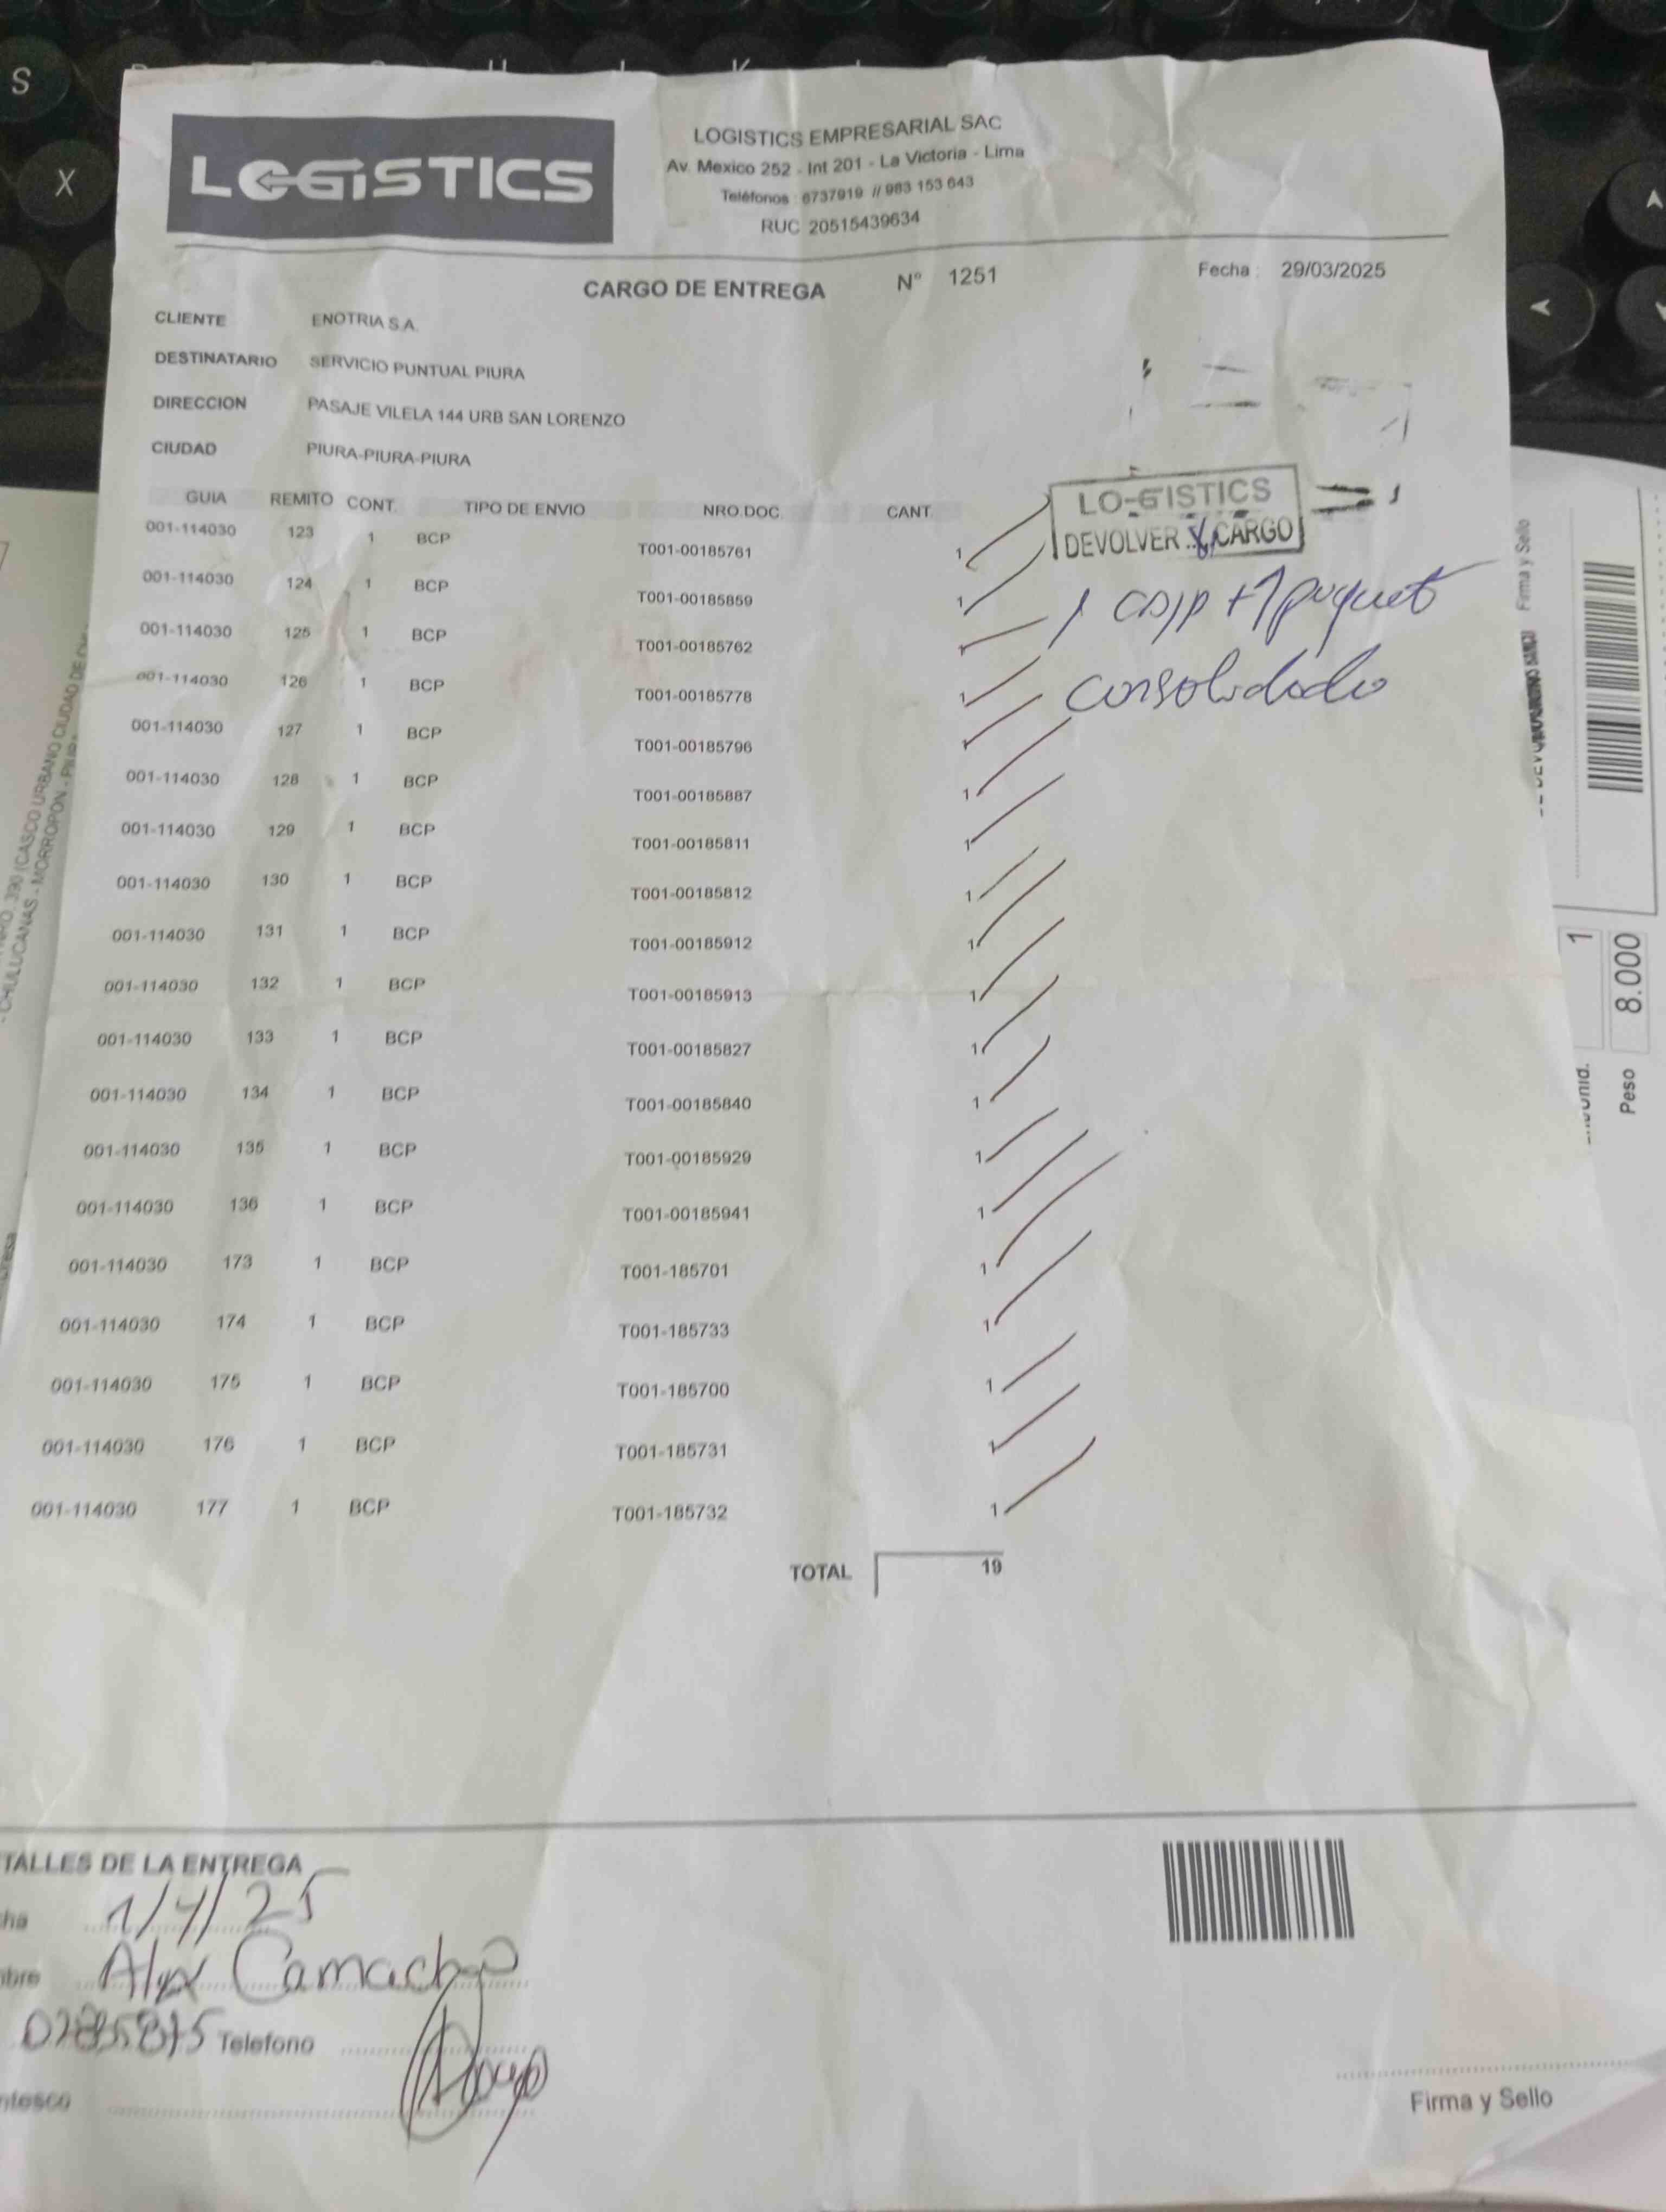 S
X
LOGISTICS
LOGISTICS EMPRESARIAL SAC
Av. Mexico 252 - Int 201 - La Victoria - Lima
Teléfonos : 6737919 // 983 153 643
RUC 20515439634
CARGO DE ENTREGA Nº 1251 Fecha : 29/03/2025
CLIENTE ENOTRIA S.A.
DESTINATARIO SERVICIO PUNTUAL PIURA
DIRECCION PASAJE VILELA 144 URB SAN LORENZO
CIUDAD PIURA-PIURA-PIURA
GUIA REMITO CONT. TIPO DE ENVIO NRO.DOC. CANT.
001-114030 123 1 BCP T001-00185761 1
001-114030 124 1 BCP T001-00185859 1
001-114030 125 1 BCP T001-00185762 1
001-114030 126 1 BCP T001-00185778 1
001-114030 127 1 BCP T001-00185796 1
001-114030 128 1 BCP T001-00185887 1
001-114030 129 1 BCP T001-00185811 1
001-114030 130 1 BCP T001-00185812 1
001-114030 131 1 BCP T001-00185912 1
001-114030 132 1 BCP T001-00185913 1
001-114030 133 1 BCP T001-00185827 1
001-114030 134 1 BCP T001-00185840 1
001-114030 135 1 BCP T001-00185929 1
001-114030 136 1 BCP T001-00185941 1
001-114030 173 1 BCP T001-185701 1
001-114030 174 1 BCP T001-185733 1
001-114030 175 1 BCP T001-185700 1
001-114030 176 1 BCP T001-185731 1
001-114030 177 1 BCP T001-185732 1
TOTAL 19
LOGISTICS
DEVOLVER CARGO
1 +1
consolidado
TALLES DE LA ENTREGA
1/4/25
Alex Camacho
Telefono
Firma y Sello
Firma y Sello
1
Peso 8.000
390 (CASCO URBANO CIUDAD DE
- CHULUCANAS - MORROPON -